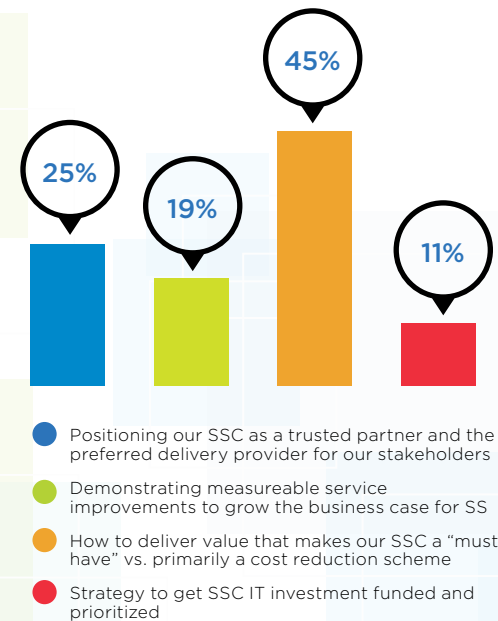 45%
25%
19%
11%
Positioning our SSC as a trusted partner and the
preferred delivery provider for our stakeholders
Demonstrating measureable service
improvements to grow the business case for SS
How to deliver value that makes our SSC a “must
have” vs. primarily a cost reduction scheme
Strategy to get SSC IT investment funded and
prioritized